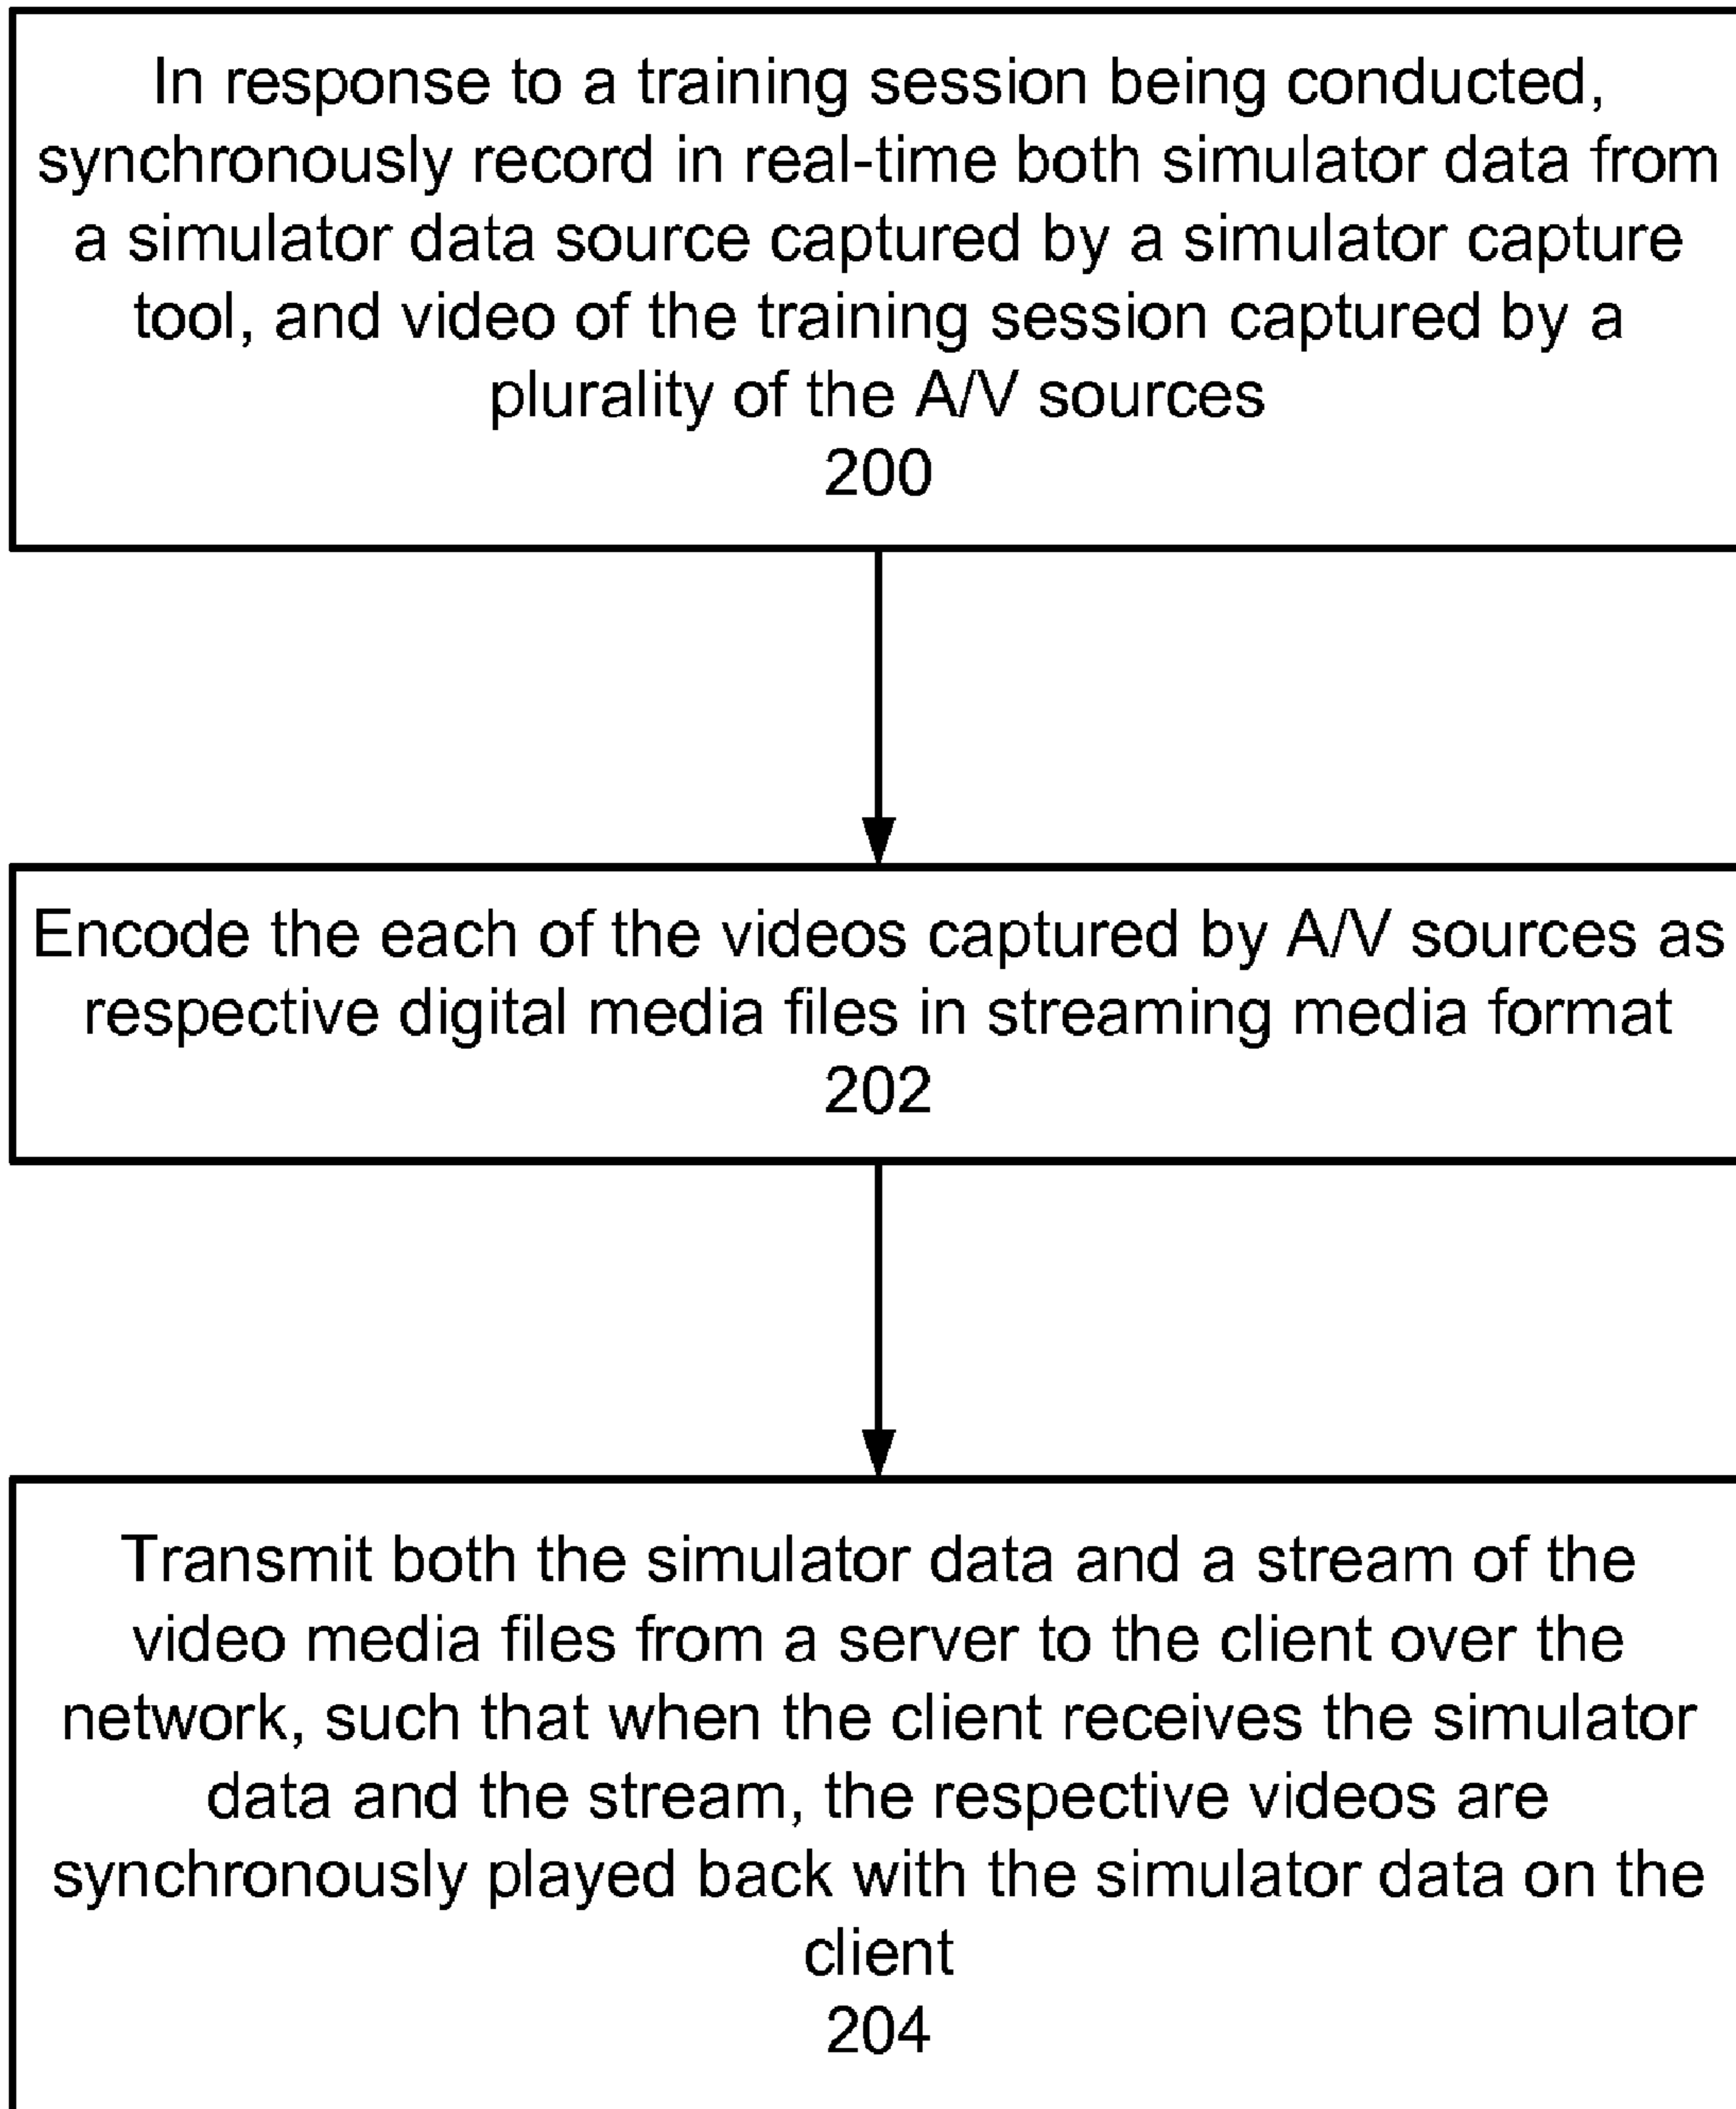 In response to a training session being conducted,
synchronously record in real-time both simulator data from
a simulator data source captured by a simulator capture
tool, and video of the training session captured by a
plurality of the A/V sources
200
Encode the each of the videos captured by A/V sources as
respective digital media files in streaming media format
202
Transmit both the simulator data and a stream of the
video media files from a server to the client over the
network, such that when the client receives the simulator
data and the stream, the respective videos are
synchronously played back with the simulator data on the
client
204